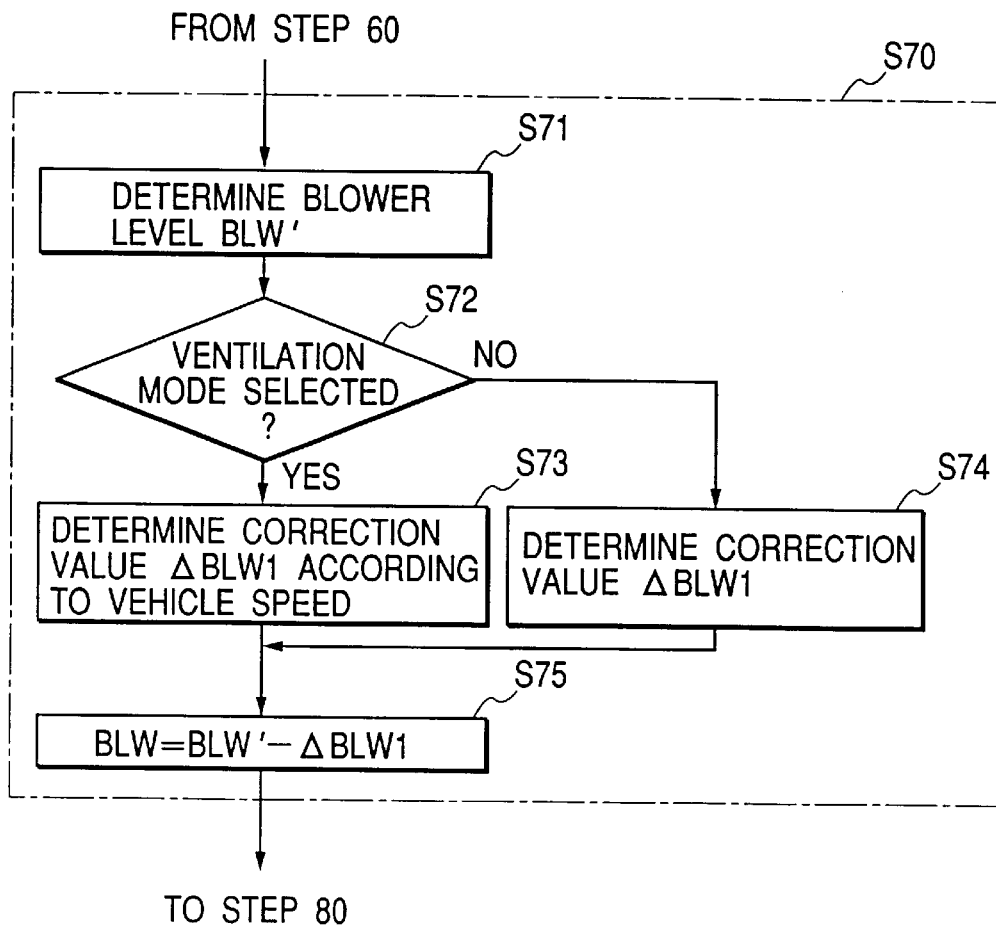 FROM STEP 60
S70
S71
DETERMINE BLOWER
LEVEL BLW'
S72
VENTILATION
MODE SELECTED
?
NO
YES
S73
DETERMINE CORRECTION
VALUE ΔBLW1 ACCORDING
TO VEHICLE SPEED
S74
DETERMINE CORRECTION
VALUE ΔBLW1
S75
BLW=BLW'-ΔBLW1
TO STEP 80